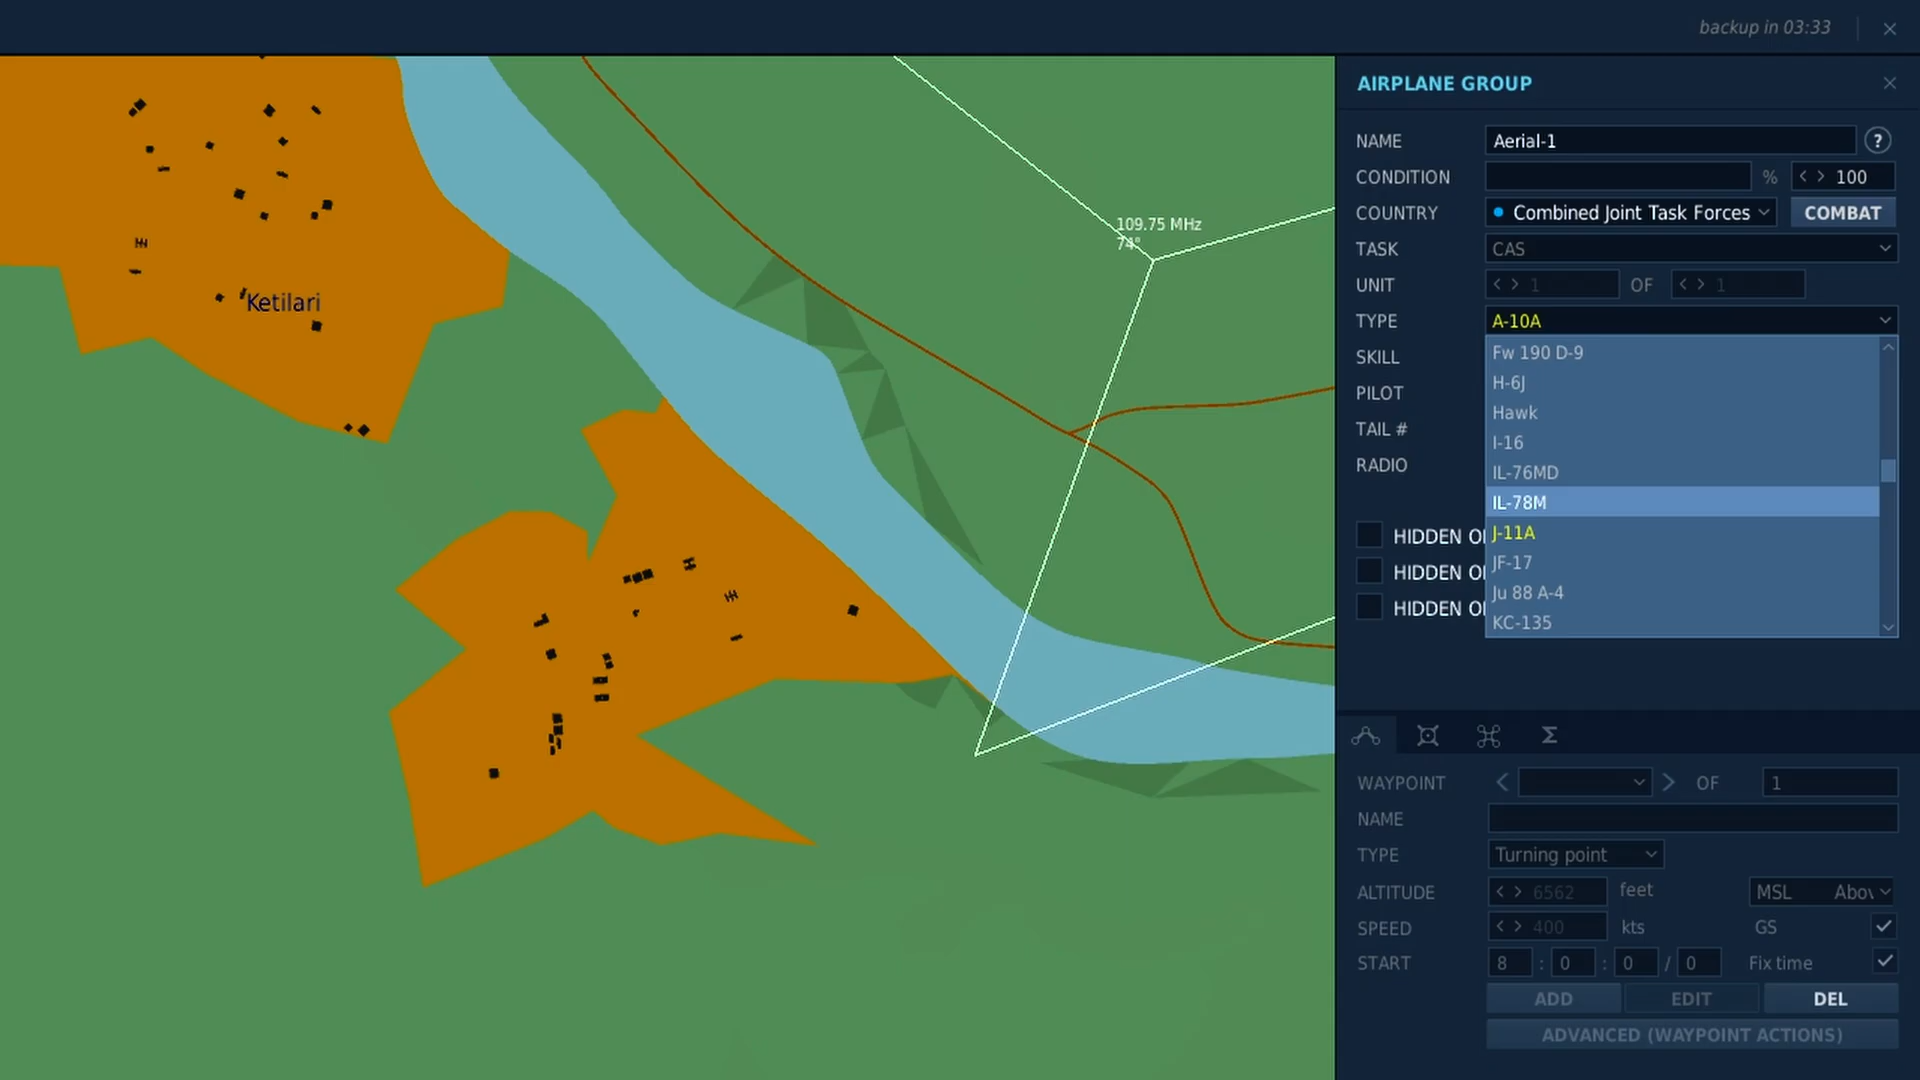 backup in 03:33
AIRPLANE GROUP
NAME Aerial-1 ?
CONDITION % < > 100
COUNTRY Combined Joint Task Forces COMBAT
TASK CAS
UNIT < > 1 OF < > 1
TYPE A-10A
SKILL
PILOT
TAIL #
RADIO
Fw 190 D-9
H-6J
Hawk
I-16
IL-76MD
IL-78M
J-11A
JF-17
Ju 88 A-4
KC-135
HIDDEN O
HIDDEN O
HIDDEN O
109.75 MHz
74°
Ketilari
WAYPOINT < > OF 1
NAME
TYPE Turning point
ALTITUDE < > 6562 feet MSL Abov
SPEED < > 400 kts GS
START 8 : 0 : 0 / 0 Fix time
ADD EDIT DEL
ADVANCED (WAYPOINT ACTIONS)